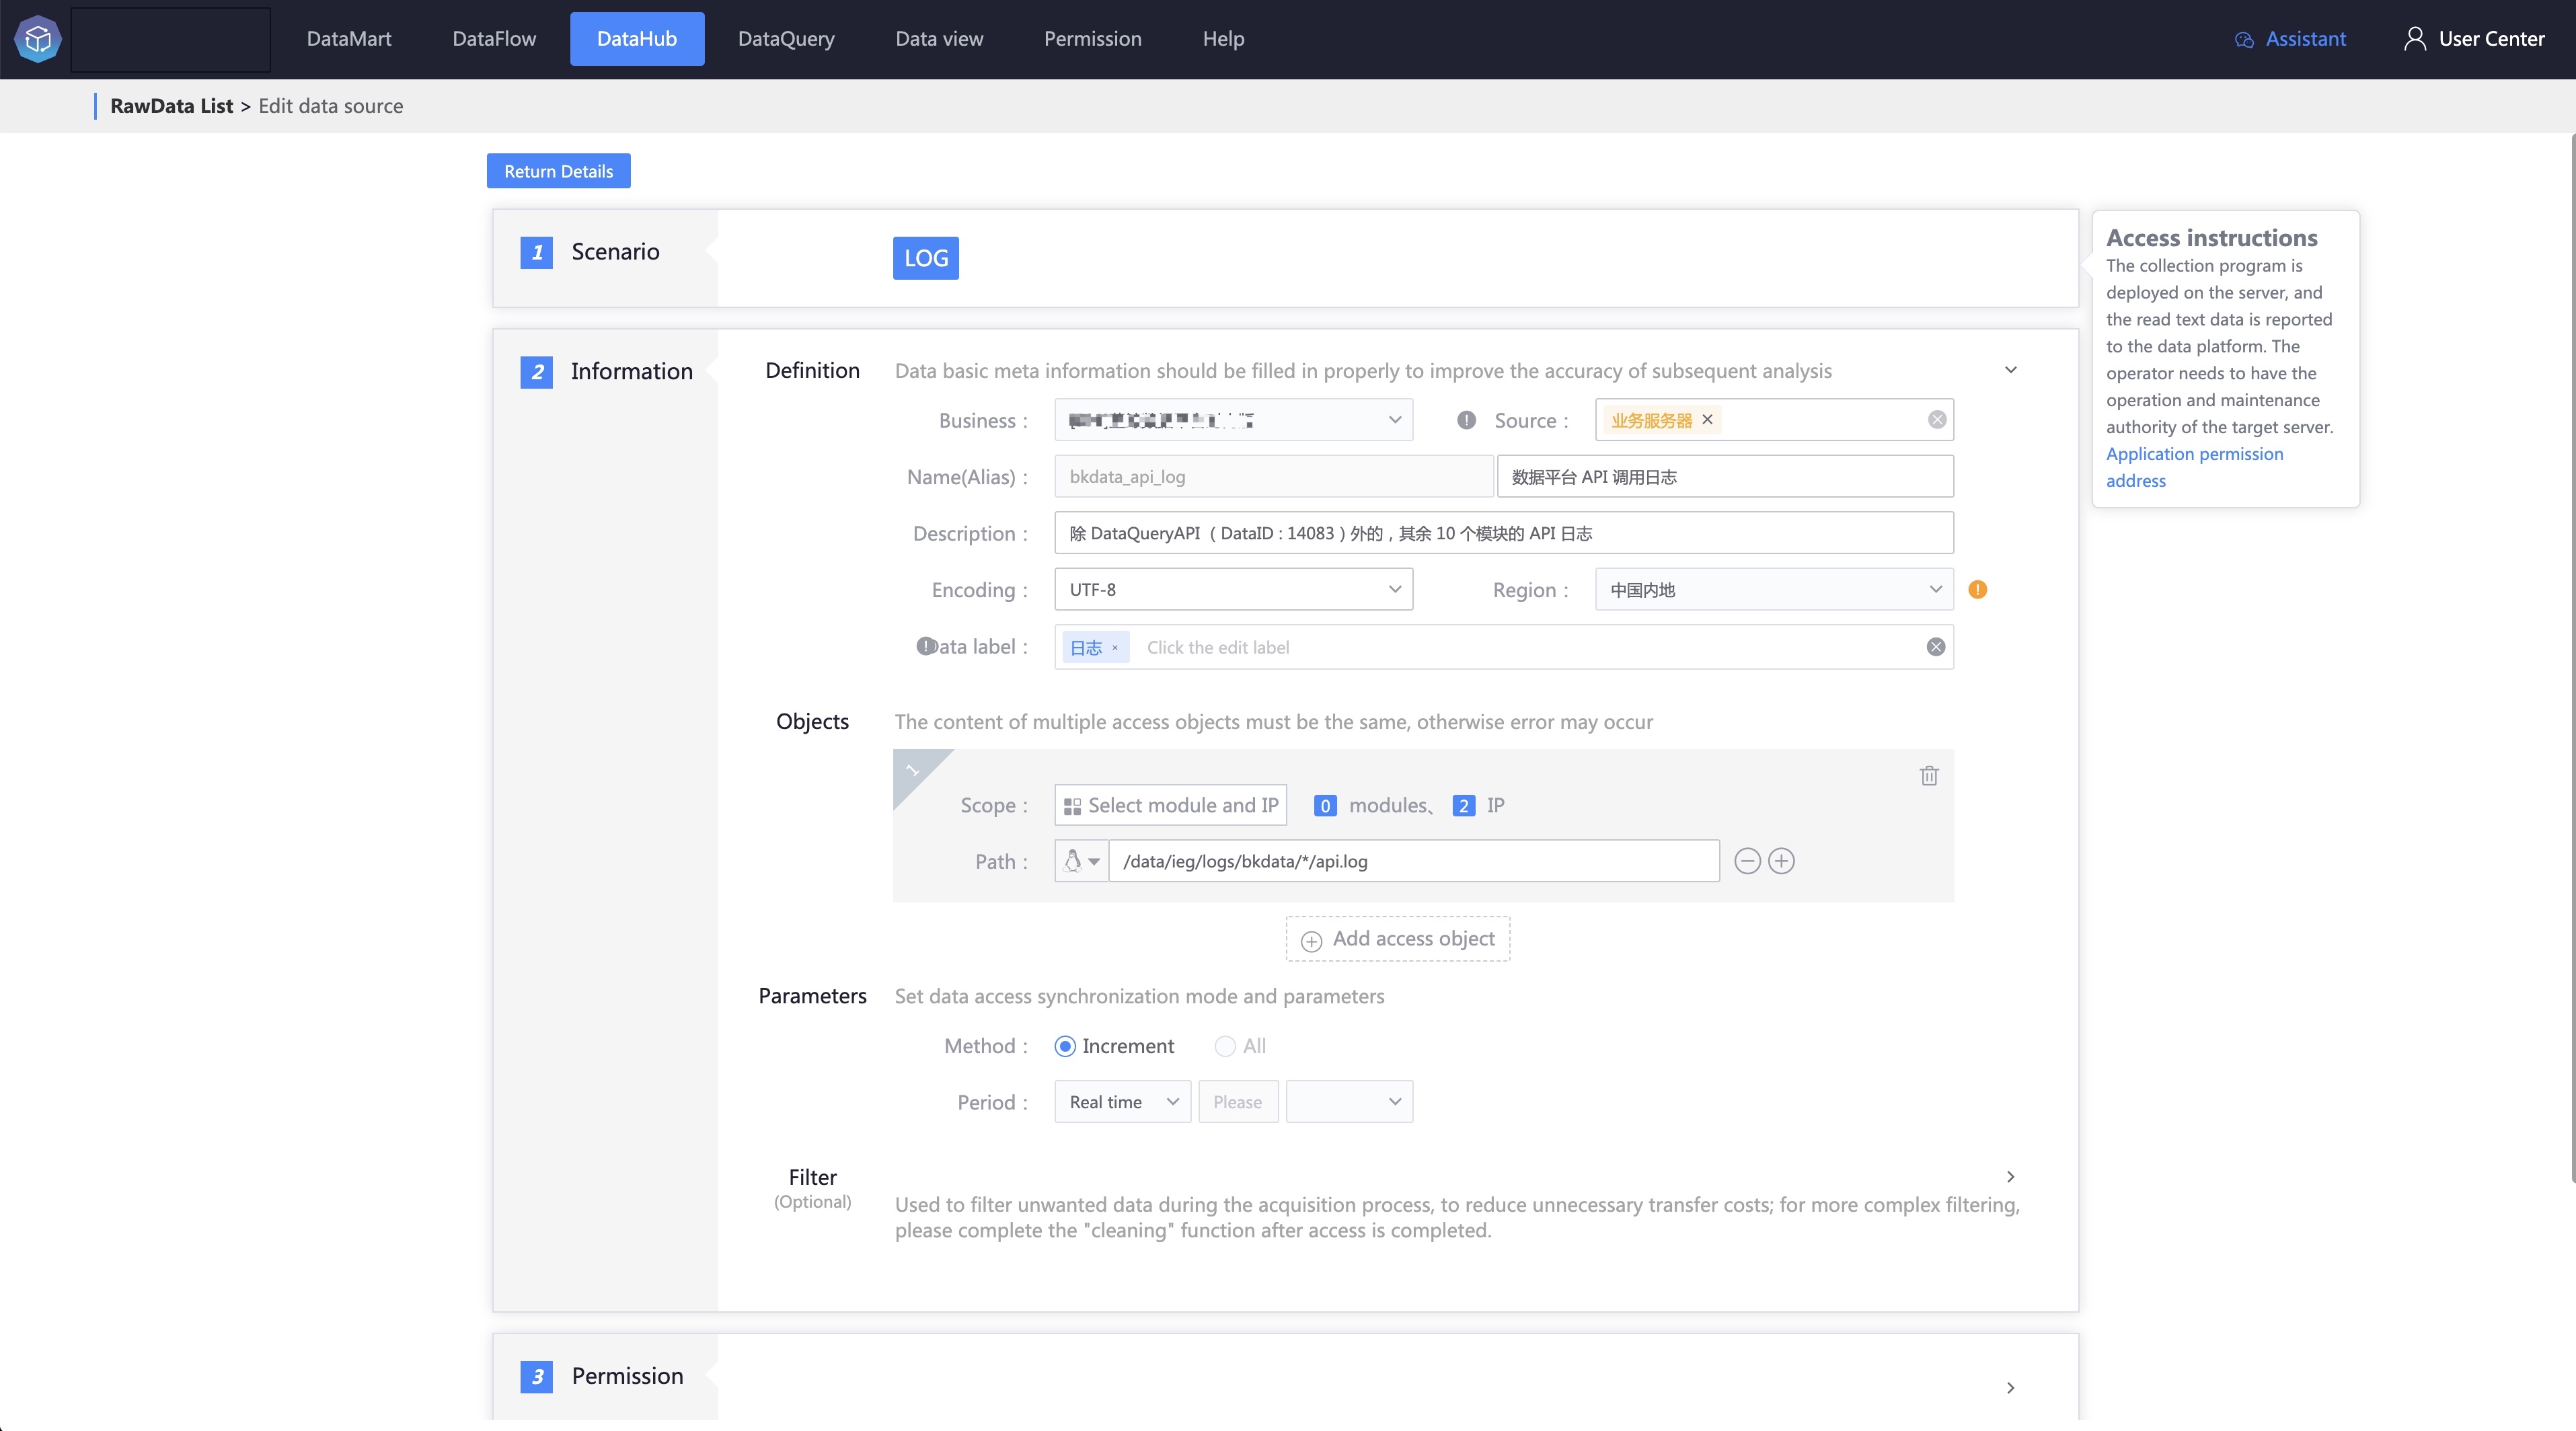 DataMart DataFlow DataHub DataQuery Data view Permission Help Assistant User Center
RawData List > Edit data source
Return Details
1 Scenario
LOG
Access instructions
The collection program is
deployed on the server, and
the read text data is reported
to the data platform. The
operator needs to have the
operation and maintenance
authority of the target server.
Application permission
address
2 Information
Definition Data basic meta information should be filled in properly to improve the accuracy of subsequent analysis
Business : Source : 业务服务器 ×
Name(Alias) : bkdata_api_log 数据平台 API 调用日志
Description : 除 DataQueryAPI （ DataID : 14083 ) 外的，其余 10 个模块的 API 日志
Encoding : UTF-8 Region : 中国内地
Data label : 日志 × Click the edit label
Objects The content of multiple access objects must be the same, otherwise error may occur
1
Scope : Select module and IP 0 modules、 2 IP
Path : /data/ieg/logs/bkdata/*/api.log
Add access object
Parameters Set data access synchronization mode and parameters
Method : Increment All
Period : Real time Please
Filter
(Optional)
Used to filter unwanted data during the acquisition process, to reduce unnecessary transfer costs; for more complex filtering,
please complete the "cleaning" function after access is completed.
3 Permission